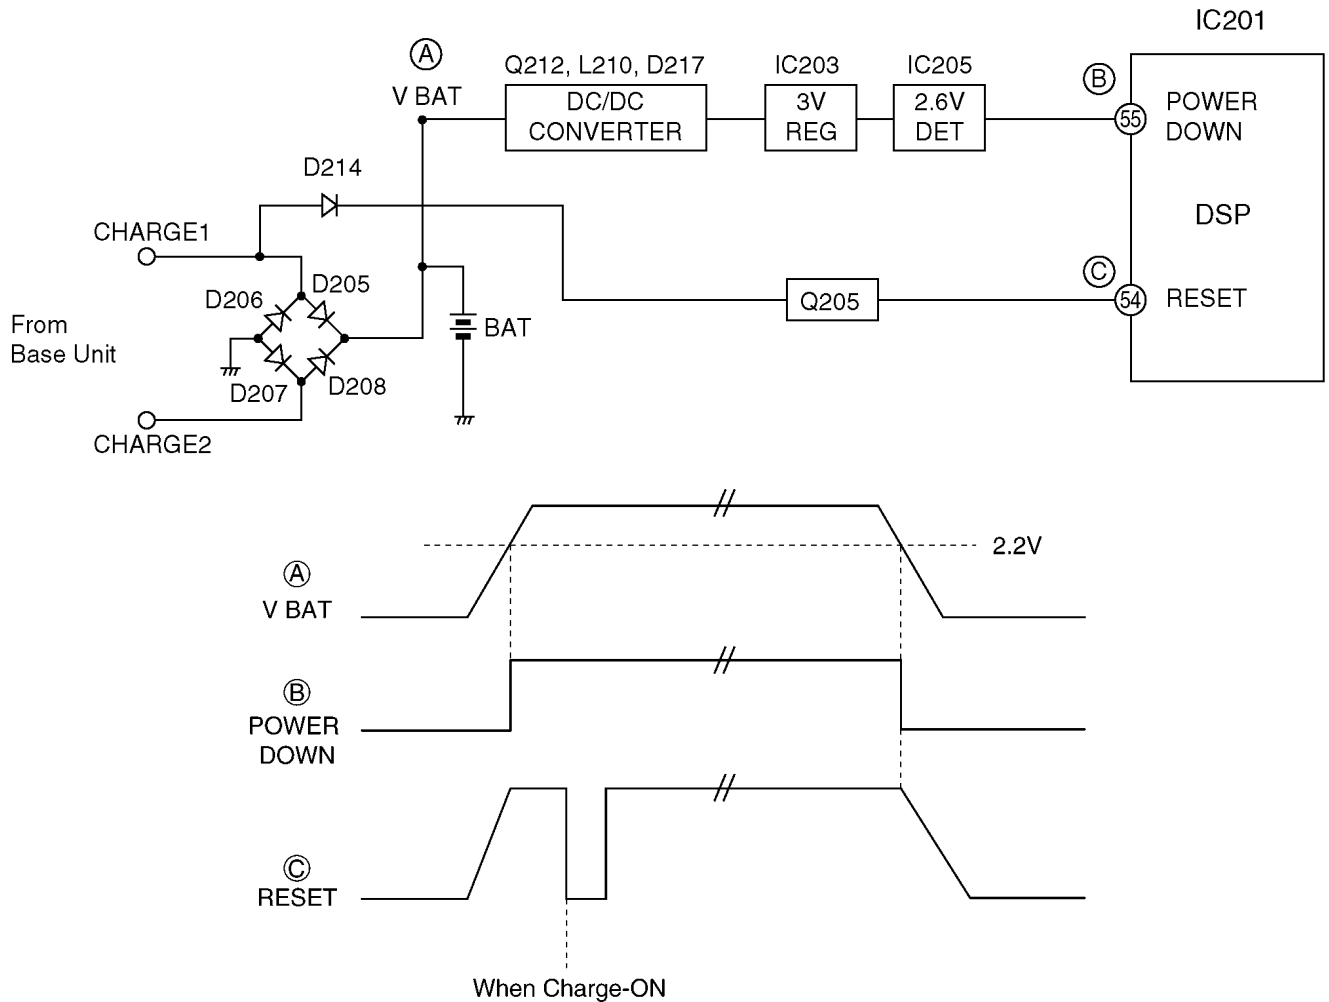 IC201
Ⓐ
V BAT
Q212, L210, D217
DC/DC
CONVERTER
IC203
3V
REG
IC205
2.6V
DET
Ⓑ
55
POWER
DOWN
D214
DSP
CHARGE1
D206
D205
Ⓒ
54
RESET
Q205
From
Base Unit
BAT
D207
D208
CHARGE2
2.2V
Ⓐ
V BAT
Ⓑ
POWER
DOWN
Ⓒ
RESET
When Charge-ON